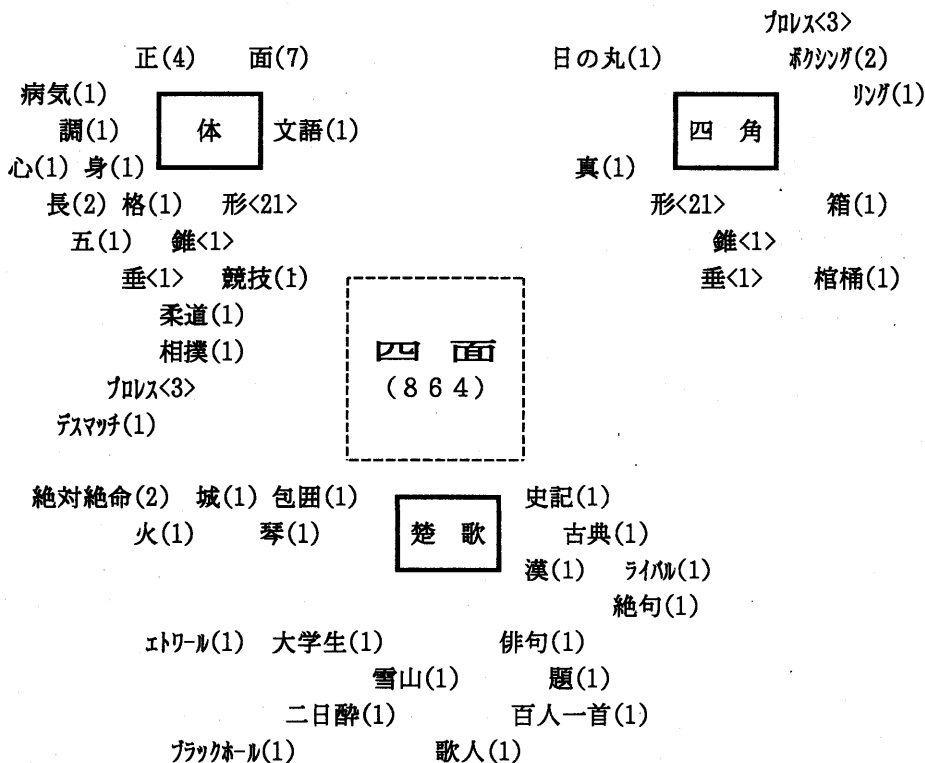 プロレス<3>
正(4) 面(7) 日の丸(1) ボクシング(2)
病気(1) リング(1)
調(1) 体 文語(1) 四角
心(1) 身(1) 真(1)
長(2) 格(1) 形<21> 形<21> 箱(1)
五(1) 錐<1> 錐<1>
垂<1> 競技(1) 垂<1> 棺桶(1)
柔道(1)
相撲(1) 四面
プロレス<3> (864)
デスマッチ(1)
絶対絶命(2) 城(1) 包囲(1) 史記(1)
火(1) 琴(1) 楚歌 古典(1)
漢(1) ライバル(1)
絶句(1)
エトワール(1) 大学生(1) 俳句(1)
雪山(1) 題(1)
二日酔(1) 百人一首(1)
ブラックホール(1) 歌人(1)